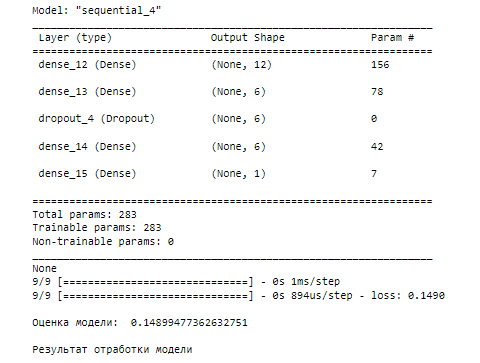 Model: "sequential_4"
_________________________________________________________________
Layer (type) Output Shape Param #
=================================================================
dense_12 (Dense) (None, 12) 156
dense_13 (Dense) (None, 6) 78
dropout_4 (Dropout) (None, 6) 0
dense_14 (Dense) (None, 6) 42
dense_15 (Dense) (None, 1) 7
=================================================================
Total params: 283
Trainable params: 283
Non-trainable params: 0
_________________________________________________________________
None
9/9 [==============================] - 0s 1ms/step
9/9 [==============================] - 0s 894us/step - loss: 0.1490
Оценка модели: 0.14899477362632751
Результат отработки модели